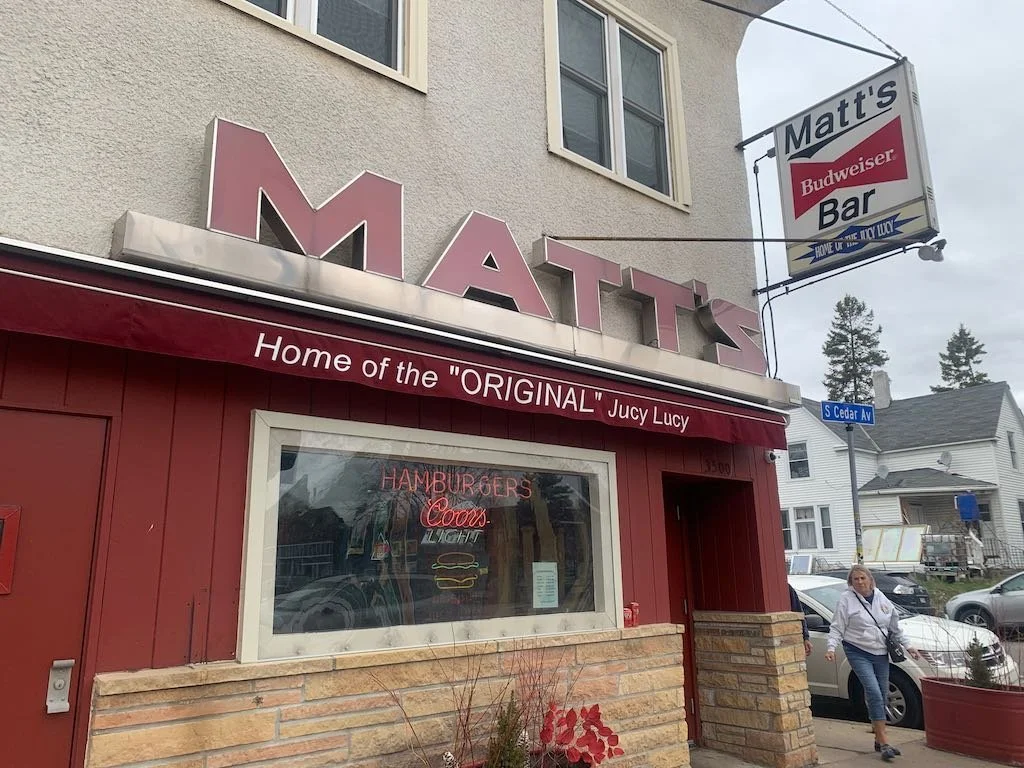 Matt's
Budweiser
Bar
HOME OF THE JUCY LUCY
MATT'S
Home of the "ORIGINAL" Jucy Lucy
S Cedar Av
3500
HAMBURGERS
Coors
LIGHT